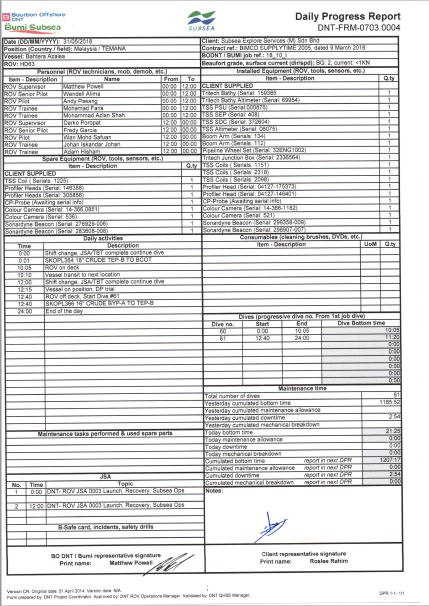 Bourbon Offshore DNT
Bumi Subsea
SUBSEA
Daily Progress Report
DNT-FRM-0703.0004
Date (DD/MM/YYYY): 31/05/2018
Client: Subsea Explore Services (M) Sdn Bhd
Position (Country / field): Malaysia / TEMANA
Contract ref.: BIMCO SUPPLYTIME 2005, dated 9 March 2018
Vessel: Bahtera Azalea
BODNT / BUMI job ref.: 18_10_1
ROV: HD63
Beaufort grade, surface current (dirispd): BG: 2, current: <1KN
Personnel (ROV technicians, mob, demob, etc.)
Item - Description Name From To
ROV Supervisor Matthew Powell 00:00 12:00
ROV Senior Pilot Wendell Alima 00:00 12:00
ROV Pilot Andy Pasang 00:00 12:00
ROV Trainee Mohamad Faris 00:00 12:00
ROV Trainee Mohammad Azlan Shah 00:00 12:00
ROV Supervisor Derko Poropat 12:00 00:00
ROV Senior Pilot Fredy Garcia 12:00 00:00
ROV Pilot Wan Mohd Safuan 12:00 00:00
ROV Trainee Johan Iskandar Johari 12:00 00:00
ROV Trainee Adam Hisham 12:00 00:00
Spare Equipment (ROV, tools, sensors, etc.)
Item - Description Q.ty
CLIENT SUPPLIED
TSS Coil (Series: 1225) 1
Profiler Heads (Serial: 146388) 1
Profiler Heads (Serial: 305856) 1
CP-Probe (Awaiting serial info) 1
Colour Camera (Serial: 14-366,0851) 1
Colour Camera (Serial: 536) 1
Sonardyne Beacon (Serial: 276929-006) 1
Sonardyne Beacon (Serial: 283608-008) 1
Installed Equipment (ROV, tools, sensors, etc.)
Item - Description Q.ty
CLIENT SUPPLIED
Tritech Bathy (Serial: 159385 1
Tritech Bathy Altimeter (Serial: 69954) 1
TSS PSU (Serial 000876) 1
TSS SEP (Serial: 408) 1
TSS SDC (Serial: 372604) 1
TSS Altimeter (Serial: 06075) 1
Boom Arm (Serials: 134) 1
Boom Arm (Serials: 112) 1
Pipeline Wheel Set (Serial: 328ENG1002) 1
Tritech Junction Box (Serial: 2336564) 1
TSS Coils (Serials: 1151) 1
TSS Coils (Serials: 2318) 1
TSS Coils (Serials: 2098) 1
Profiler Head (Serial: 04127-176373) 1
Profiler Head (Serial: 04127-146401) 1
CP-Probe (Awaiting serial info) 1
Colour Camera (Serial: 14-366-1182) 1
Colour Camera (Serial: 521) 1
Sonardyne Beacon (Serial: 296358-009) 1
Sonardyne Beacon (Serial: 296907-007) 1
Daily activities
Time Description
0:00 Shift change, JSA/TBT complete continue dive
0:01 SKOPL364 18" CRUDE TEP-B TO BCOT
10:05 ROV on deck
10:10 Vessel transit to next location
12:00 Shift change, JSA/TBT complete continue dive
12:15 Vessel on position, DP trial
12:40 ROV off deck, Start Dive #61
12:40 SKOPL366 16" CRUDE BYP-A TO TEP-B
24:00 End of the day
Consumables (cleaning brushes, DVDs, etc.)
Item - Description UoM Q.ty
Dives (progressive dive no. From 1st job dive)
Dive no. Start End Dive Bottom time
60 0:00 10:05 10:05
61 12:40 24:00 11:20
0:00
0:00
0:00
0:00
0:00
0:00
Maintenance time
Total number of dives 61
Yesterday cumulated bottom time 1185:52
Yesterday cumulated maintenance allowance
Yesterday cumulated downtime 2:54
Yesterday cumulated mechanical breakdown
Today bottom time 21:25
Today maintenance allowance 0:00
Today downtime 0:00
Today mechanical breakdown 0:00
Cumulated bottom time report in next DPR 1207:17
Cumulated maintenance allowance report in next DPR 0:00
Cumulated downtime report in next DPR 2:54
Cumulated mechanical breakdown report in next DPR 0:00
Maintenance tasks performed & used spare parts
JSA
No. Time Topic
1 0:00 DNT- ROV JSA 0003 Launch, Recovery, Subsea Ops
2 12:00 DNT- ROV JSA 0003 Launch, Recovery, Subsea Ops
B-Safe card, incidents, safety drills
Notes:
BO DNT / Bumi representative signature
Print name: Matthew Powell
Client representative signature
Print name: Roslee Rahim
Version CR. Original date: 01 April 2014. Version date: N/A.
Form prepared by: DNT Project Coordinator. Approved by: DNT ROV Operations Manager. Validated by: DNT QHSE Manager.
DPR 1-1- 1/1